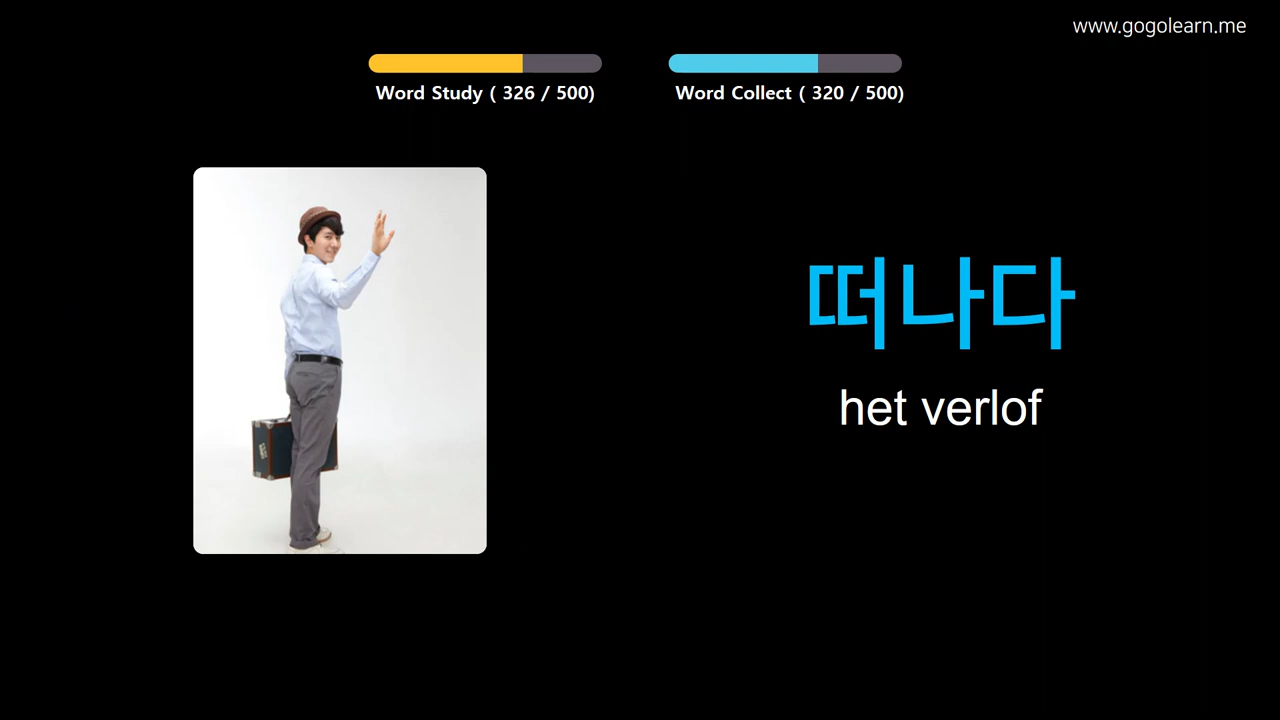 www.gogolearn.me
Word Study ( 326 / 500)
Word Collect ( 320 / 500)
떠나다
het verlof